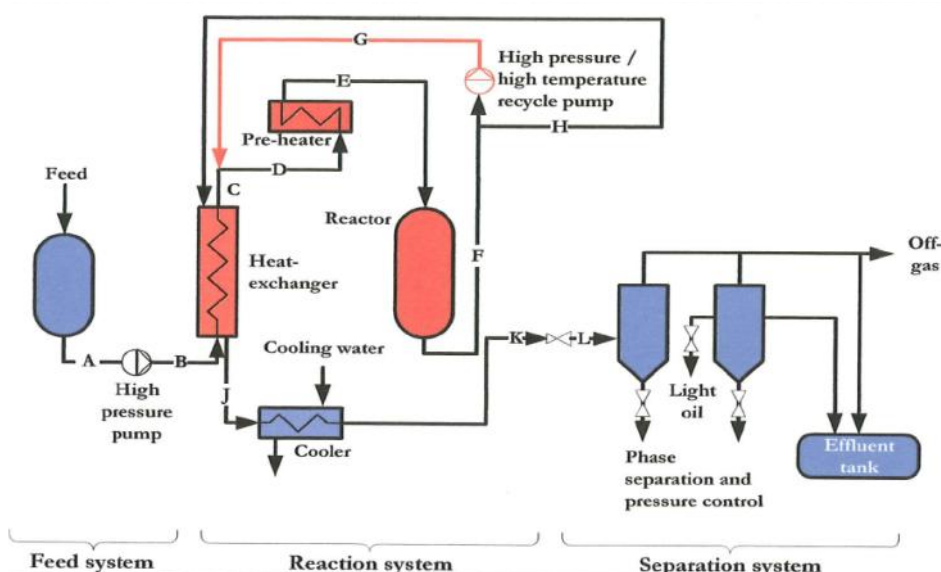 G
High pressure /
high temperature
recycle pump
E
H
Pre-heater
D
Feed
C
Reactor
Heat-
exchanger
F
Off-
gas
A
B
High
pressure
pump
J
Cooling water
K
L
Light
oil
Cooler
Phase
separation and
pressure control
Effluent
tank
Feed system
Reaction system
Separation system